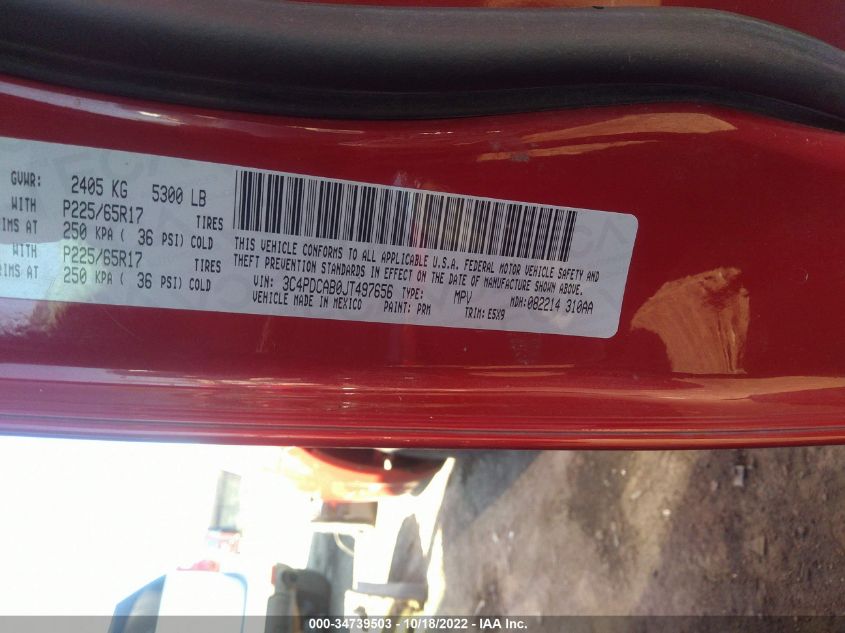 GVWR: 2405 KG 5300 LB
WITH P225/65R17 TIRES
IMS AT 250 KPA ( 36 PSI) COLD
WITH P225/65R17 TIRES
RIMS AT 250 KPA ( 36 PSI) COLD
THIS VEHICLE CONFORMS TO ALL APPLICABLE U.S.A. FEDERAL MOTOR VEHICLE SAFETY AND
THEFT PREVENTION STANDARDS IN EFFECT ON THE DATE OF MANUFACTURE SHOWN ABOVE.
VIN: 3C4PDCAB0JT497656 TYPE: MPV MDH: 082214 310AA
VEHICLE MADE IN MEXICO PAINT: PRM TRIM: E5X9
000-34739503 - 10/18/2022 - IAA Inc.